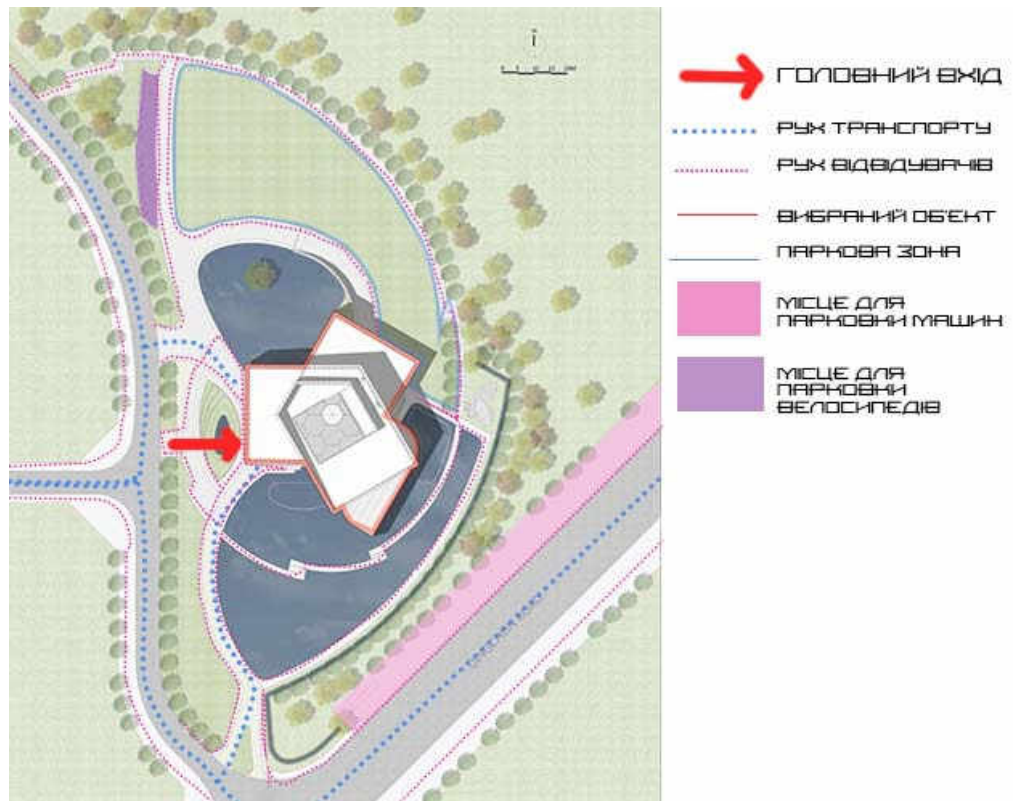 ГОЛОВНИЙ ВХІД
РУХ ТРАНСПОРТУ
РУХ ВІДВІДУВАЧІВ
ВИБРАНИЙ ОБ'ЄКТ
ПАРКОВА ЗОНА
МІСЦЕ ДЛЯ
ПАРКОВКИ МАШИН
МІСЦЕ ДЛЯ
ПАРКОВКИ
ВЕЛОСИПЕДІВ